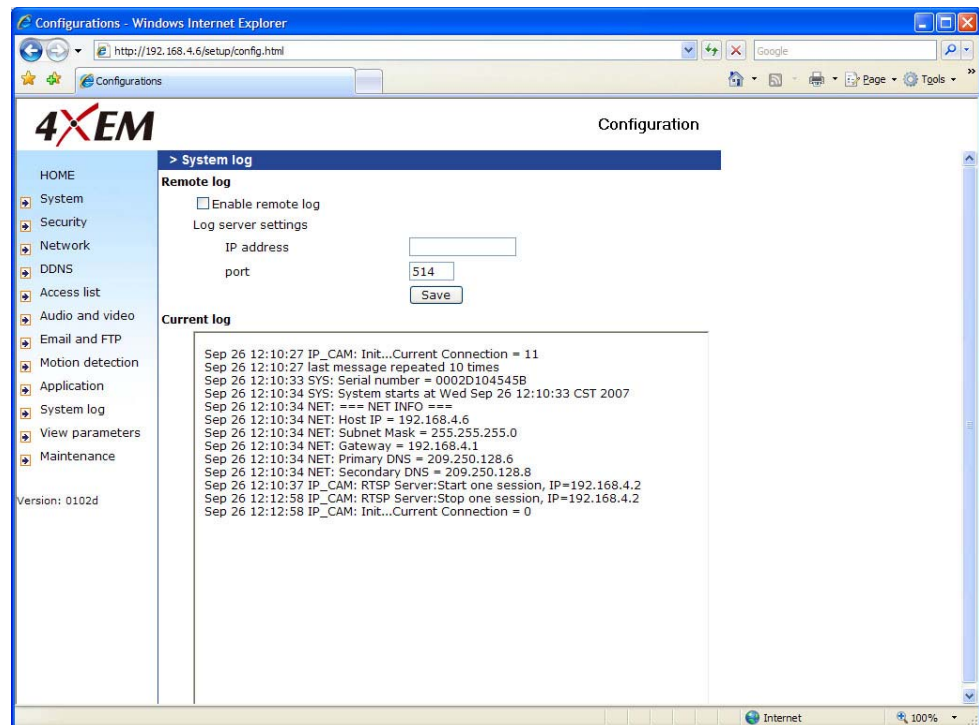 Configurations - Windows Internet Explorer
http://192.168.4.6/setup/config.html
Google
Configurations
Page
Tools
4XEM
Configuration
HOME
System
Security
Network
DDNS
Access list
Audio and video
Email and FTP
Motion detection
Application
System log
View parameters
Maintenance
Version: 0102d
> System log
Remote log
Enable remote log
Log server settings
IP address
port
514
Save
Current log
Sep 26 12:10:27 IP_CAM: Init...Current Connection = 11
Sep 26 12:10:27 last message repeated 10 times
Sep 26 12:10:33 SYS: Serial number = 0002D104545B
Sep 26 12:10:34 SYS: System starts at Wed Sep 26 12:10:33 CST 2007
Sep 26 12:10:34 NET: === NET INFO ===
Sep 26 12:10:34 NET: Host IP = 192.168.4.6
Sep 26 12:10:34 NET: Subnet Mask = 255.255.255.0
Sep 26 12:10:34 NET: Gateway = 192.168.4.1
Sep 26 12:10:34 NET: Primary DNS = 209.250.128.6
Sep 26 12:10:34 NET: Secondary DNS = 209.250.128.8
Sep 26 12:10:37 IP_CAM: RTSP Server:Start one session, IP=192.168.4.2
Sep 26 12:12:58 IP_CAM: RTSP Server:Stop one session, IP=192.168.4.2
Sep 26 12:12:58 IP_CAM: Init...Current Connection = 0
Internet
100%